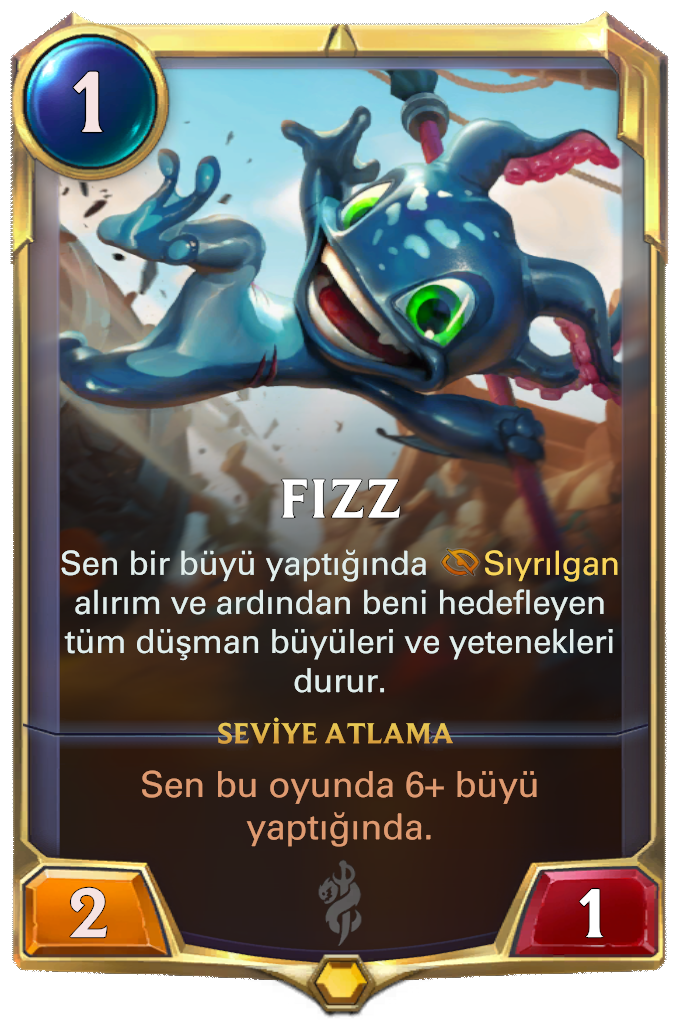 1
FIZZ
Sen bir büyü yaptığında Sıyrılgan
alırım ve ardından beni hedefleyen
tüm düşman büyüleri ve yetenekleri
durur.
SEVİYE ATLAMA
Sen bu oyunda 6+ büyü
yaptığında.
2
1